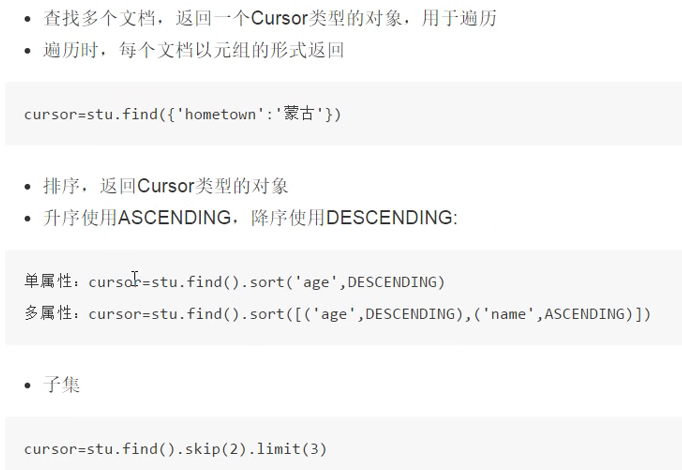 查找多个文档，返回一个Cursor类型的对象，用于遍历
遍历时，每个文档以元组的形式返回
cursor=stu.find({'hometown':'蒙古'})
排序，返回Cursor类型的对象
升序使用ASCENDING，降序使用DESCENDING:
单属性：cursor=stu.find().sort('age',DESCENDING)
多属性：cursor=stu.find().sort([('age',DESCENDING),('name',ASCENDING)])
子集
cursor=stu.find().skip(2).limit(3)